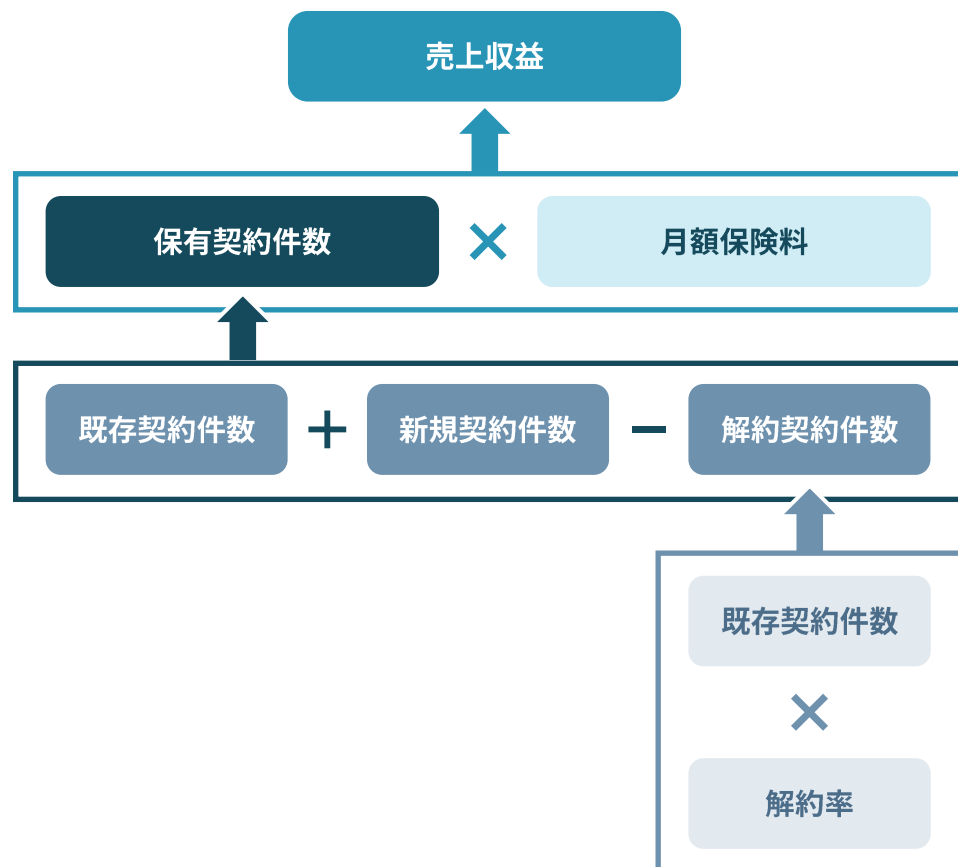 売上収益
保有契約件数 × 月額保険料
既存契約件数 + 新規契約件数 − 解約契約件数
既存契約件数
×
解約率